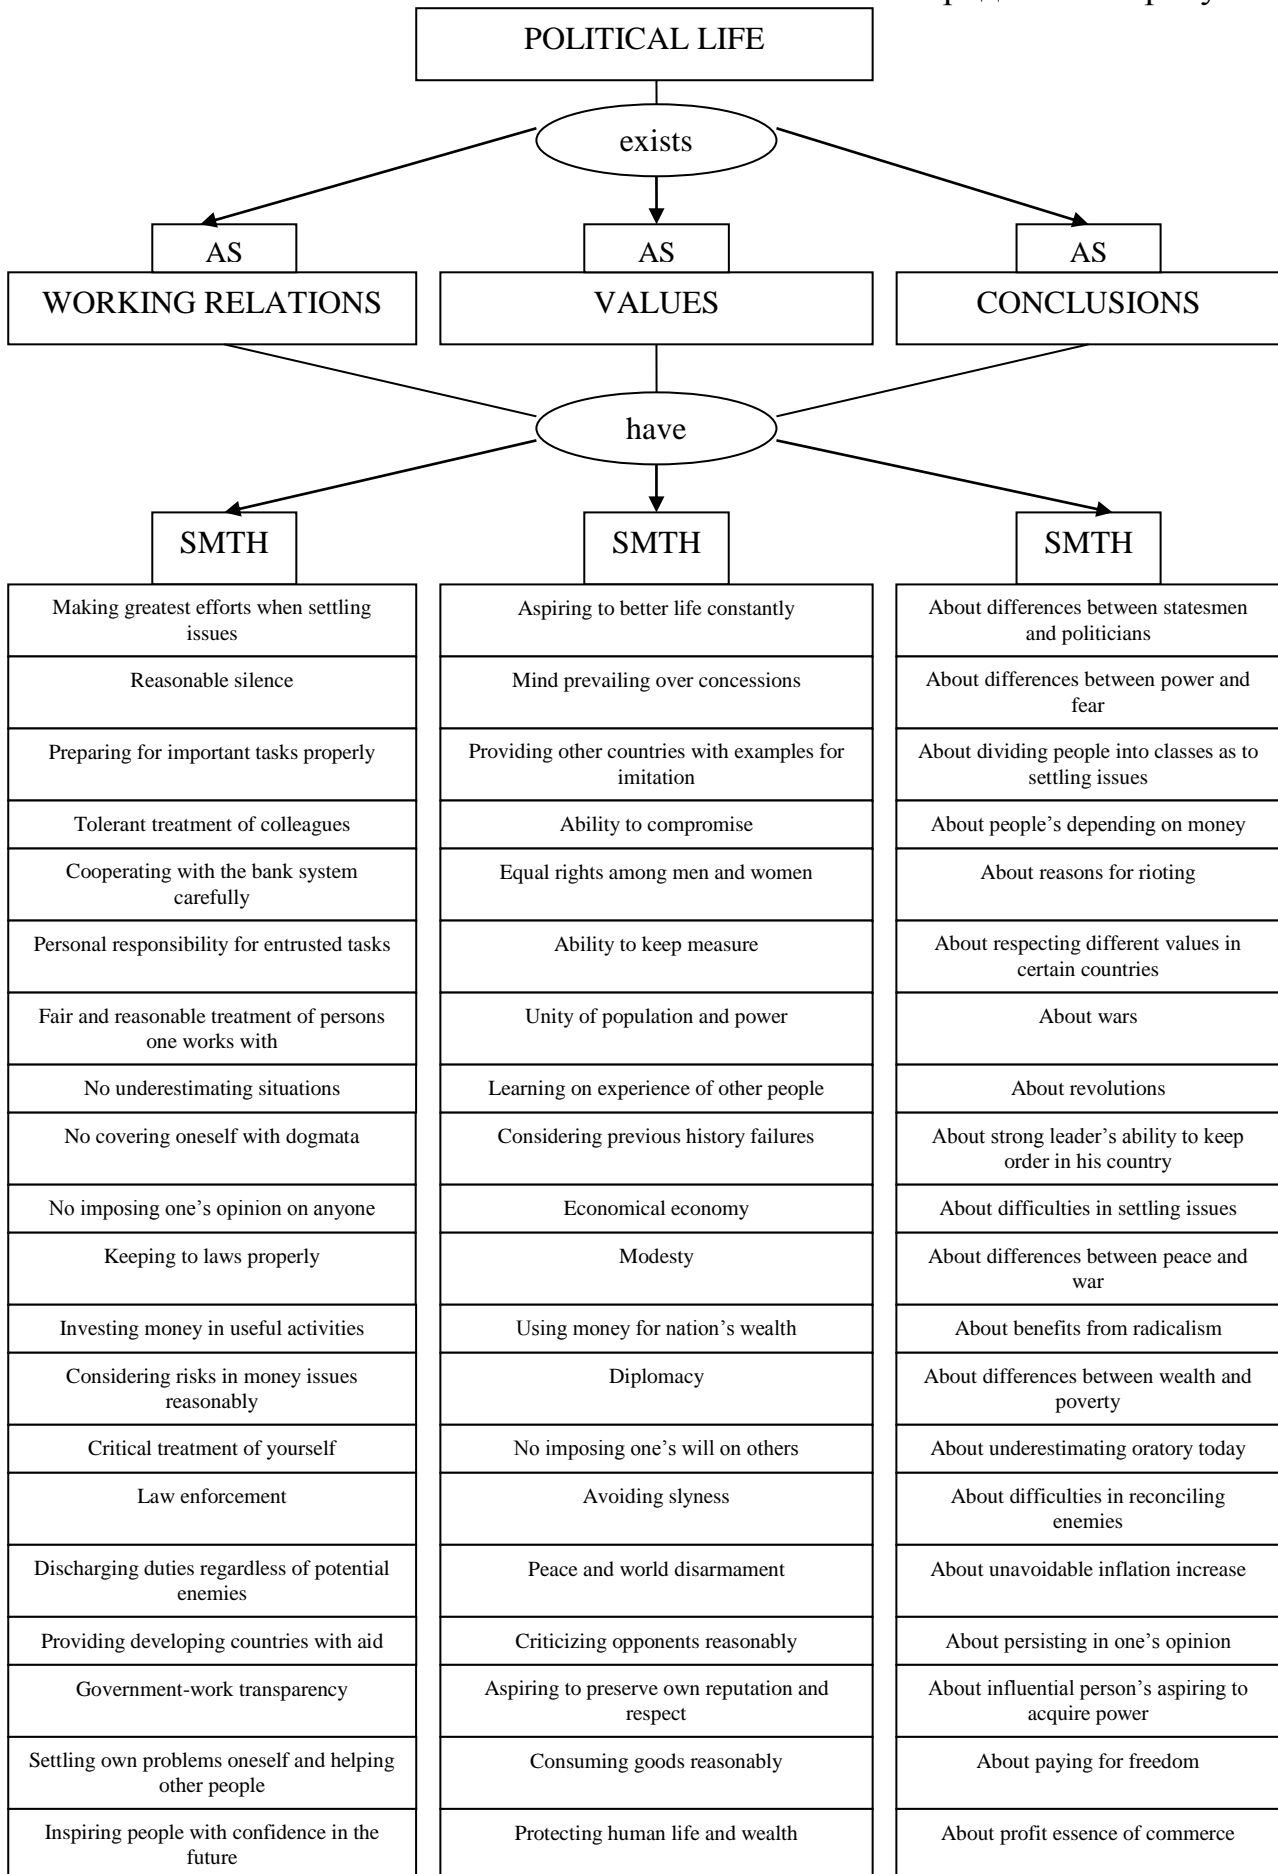 POLITICAL LIFE
exists
AS
AS
AS
WORKING RELATIONS
VALUES
CONCLUSIONS
have
SMTH
SMTH
SMTH
Making greatest efforts when settling
issues
Aspiring to better life constantly
About differences between statesmen
and politicians
Reasonable silence
Mind prevailing over concessions
About differences between power and
fear
Preparing for important tasks properly
Providing other countries with examples for
imitation
About dividing people into classes as to
settling issues
Tolerant treatment of colleagues
Ability to compromise
About people’s depending on money
Cooperating with the bank system
carefully
Equal rights among men and women
About reasons for rioting
Personal responsibility for entrusted tasks
Ability to keep measure
About respecting different values in
certain countries
Fair and reasonable treatment of persons
one works with
Unity of population and power
About wars
No underestimating situations
Learning on experience of other people
About revolutions
No covering oneself with dogmata
Considering previous history failures
About strong leader’s ability to keep
order in his country
No imposing one’s opinion on anyone
Economical economy
About difficulties in settling issues
Keeping to laws properly
Modesty
About differences between peace and
war
Investing money in useful activities
Using money for nation’s wealth
About benefits from radicalism
Considering risks in money issues
reasonably
Diplomacy
About differences between wealth and
poverty
Critical treatment of yourself
No imposing one’s will on others
About underestimating oratory today
Law enforcement
Avoiding slyness
About difficulties in reconciling
enemies
Discharging duties regardless of potential
enemies
Peace and world disarmament
About unavoidable inflation increase
Providing developing countries with aid
Criticizing opponents reasonably
About persisting in one’s opinion
Government-work transparency
Aspiring to preserve own reputation and
respect
About influential person’s aspiring to
acquire power
Settling own problems oneself and helping
other people
Consuming goods reasonably
About paying for freedom
Inspiring people with confidence in the
future
Protecting human life and wealth
About profit essence of commerce